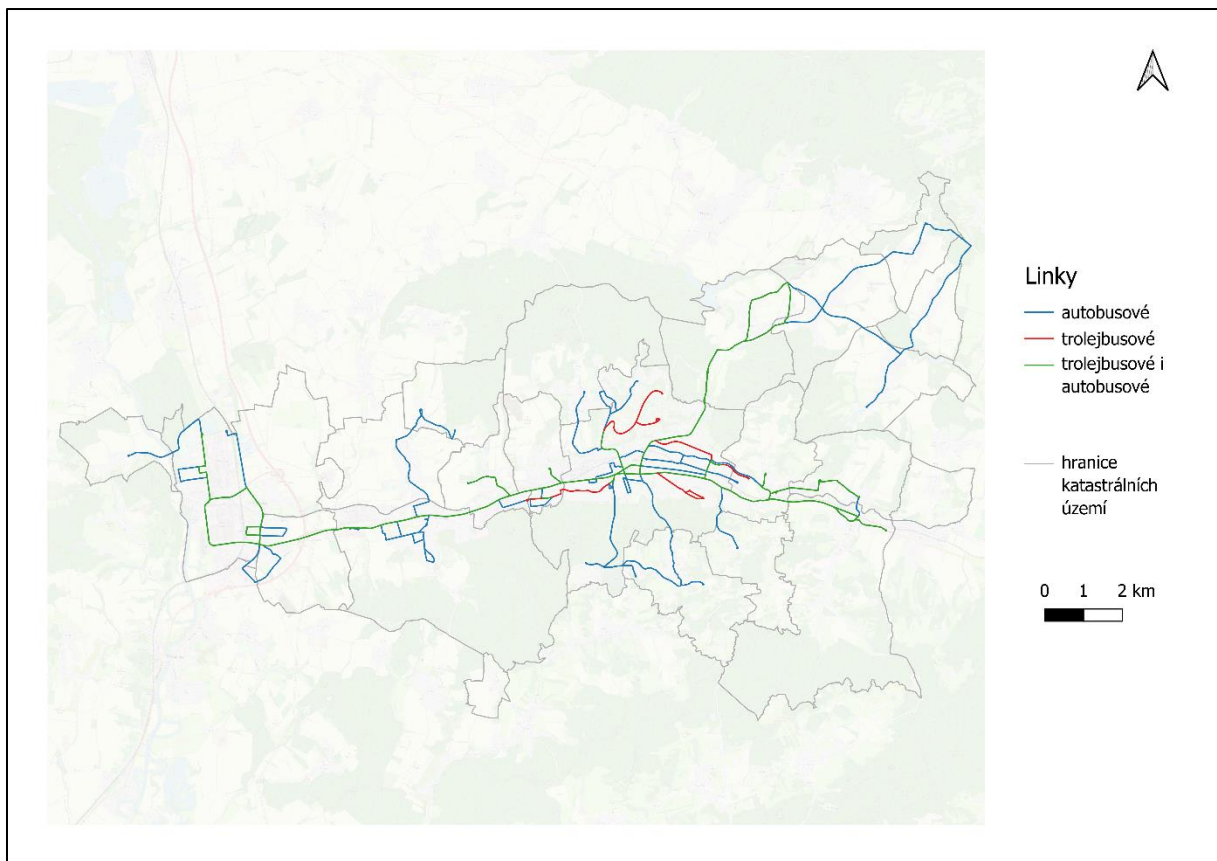 Linky
autobusové
trolejbusové
trolejbusové i
autobusové
hranice
katastrálních
území
0 1 2 km